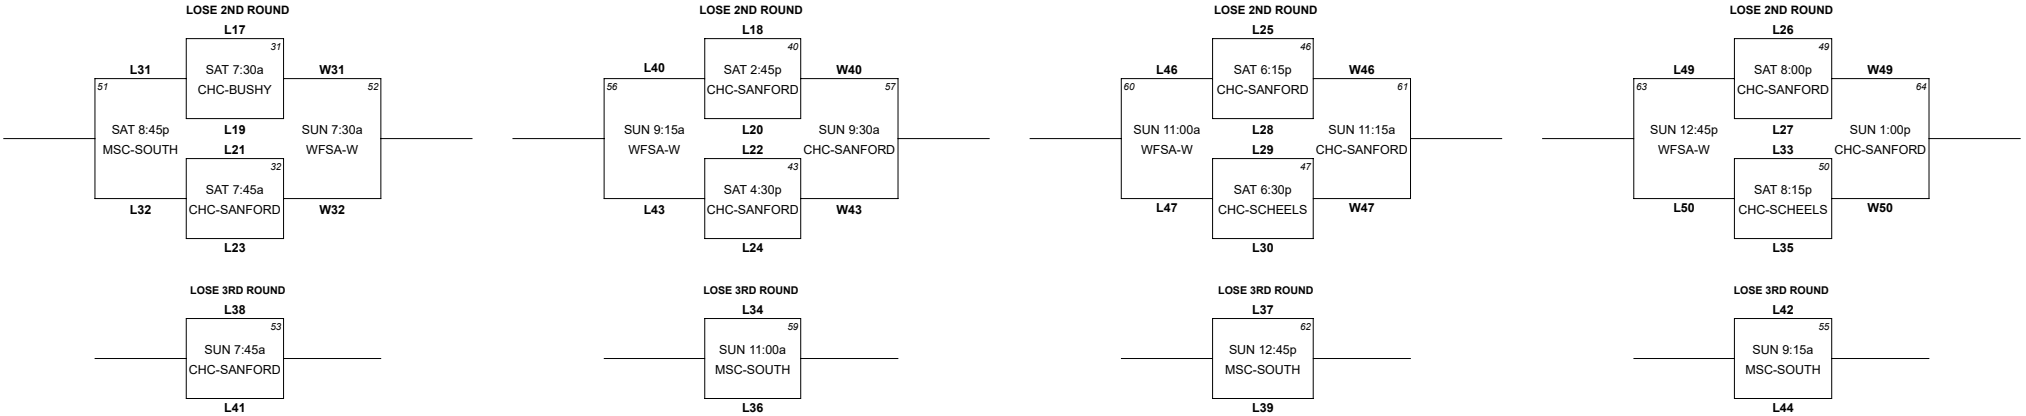 LOSE 2ND ROUND
L17
31
SAT 7:30a
CHC-BUSHY
L31
W31
51
52
SAT 8:45p
MSC-SOUTH
L19
L21
SUN 7:30a
WFSA-W
32
SAT 7:45a
CHC-SANFORD
L32
W32
L23
LOSE 2ND ROUND
L18
40
SAT 2:45p
CHC-SANFORD
L40
W40
56
57
SUN 9:15a
WFSA-W
L20
L22
SUN 9:30a
CHC-SANFORD
43
SAT 4:30p
CHC-SANFORD
L43
W43
L24
LOSE 2ND ROUND
L25
46
SAT 6:15p
CHC-SANFORD
L46
W46
60
61
SUN 11:00a
WFSA-W
L28
L29
SUN 11:15a
CHC-SANFORD
47
SAT 6:30p
CHC-SCHEELS
L47
W47
L30
LOSE 2ND ROUND
L26
49
SAT 8:00p
CHC-SANFORD
L49
W49
63
64
SUN 12:45p
WFSA-W
L27
L33
SUN 1:00p
CHC-SANFORD
50
SAT 8:15p
CHC-SCHEELS
L50
W50
L35
LOSE 3RD ROUND
L38
53
SUN 7:45a
CHC-SANFORD
L41
LOSE 3RD ROUND
L34
59
SUN 11:00a
MSC-SOUTH
L36
LOSE 3RD ROUND
L37
62
SUN 12:45p
MSC-SOUTH
L39
LOSE 3RD ROUND
L42
55
SUN 9:15a
MSC-SOUTH
L44